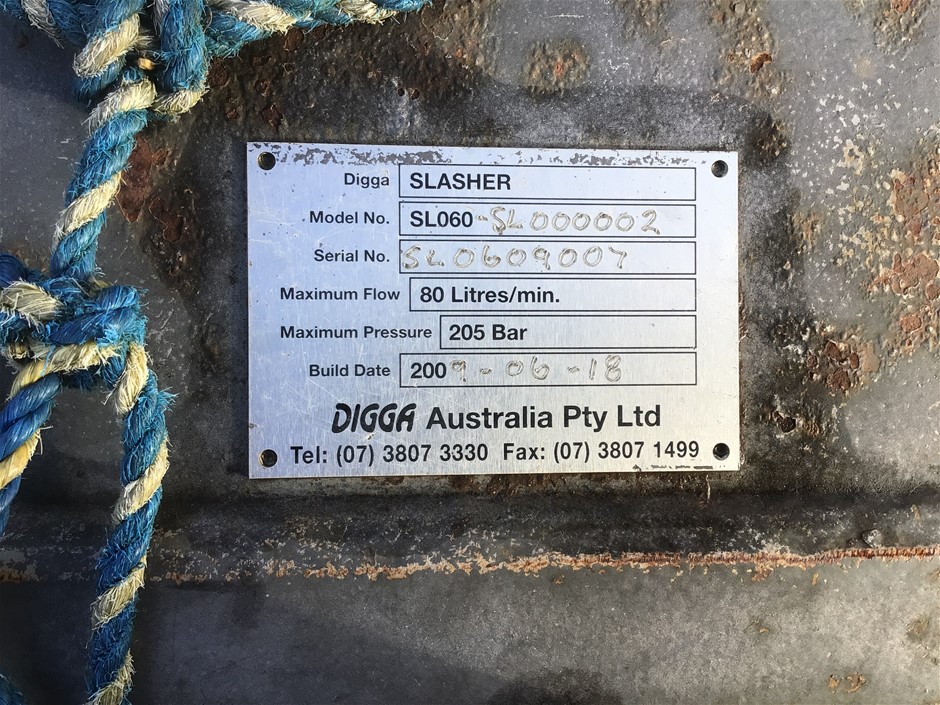 Digga SLASHER
Model No. SL060-SL000002
Serial No. SL0609007
Maximum Flow 80 Litres/min.
Maximum Pressure 205 Bar
Build Date 2009-06-18
DIGGA Australia Pty Ltd
Tel: (07) 3807 3330 Fax: (07) 3807 1499